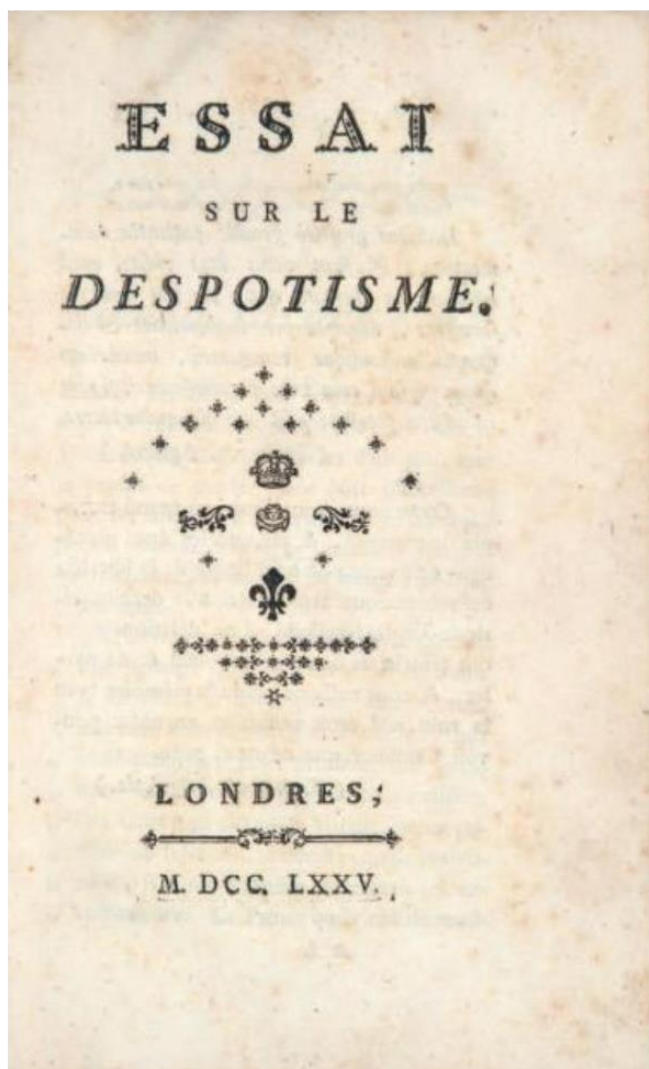 ESSAI
SUR LE
DESPOTISME.
LONDRES;
M. DCC. LXXV.